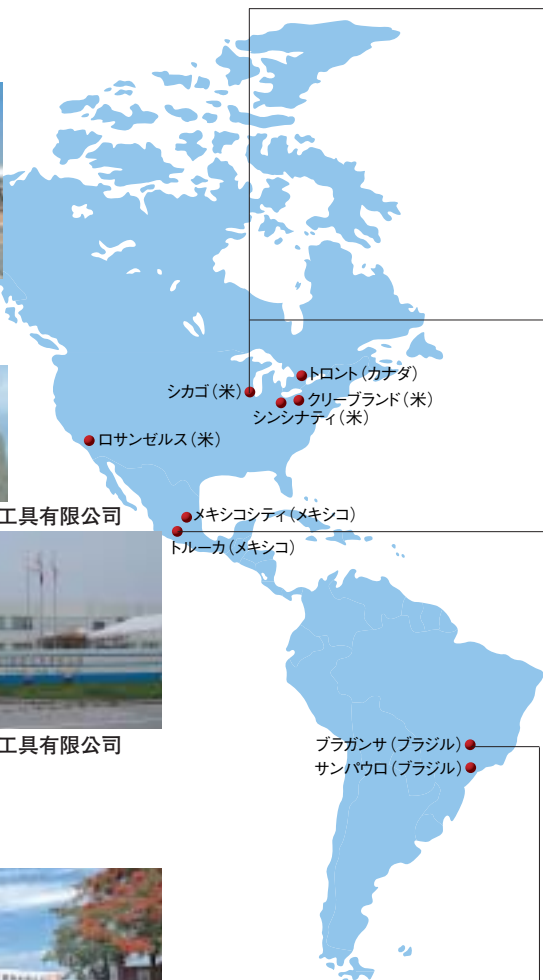 トロント（カナダ）
シカゴ（米）
クリーブランド（米）
シンシナティ（米）
ロサンゼルス（米）
工具有限公司
メキシコシティ（メキシコ）
トルーカ（メキシコ）
工具有限公司
ブラガンサ（ブラジル）
サンパウロ（ブラジル）